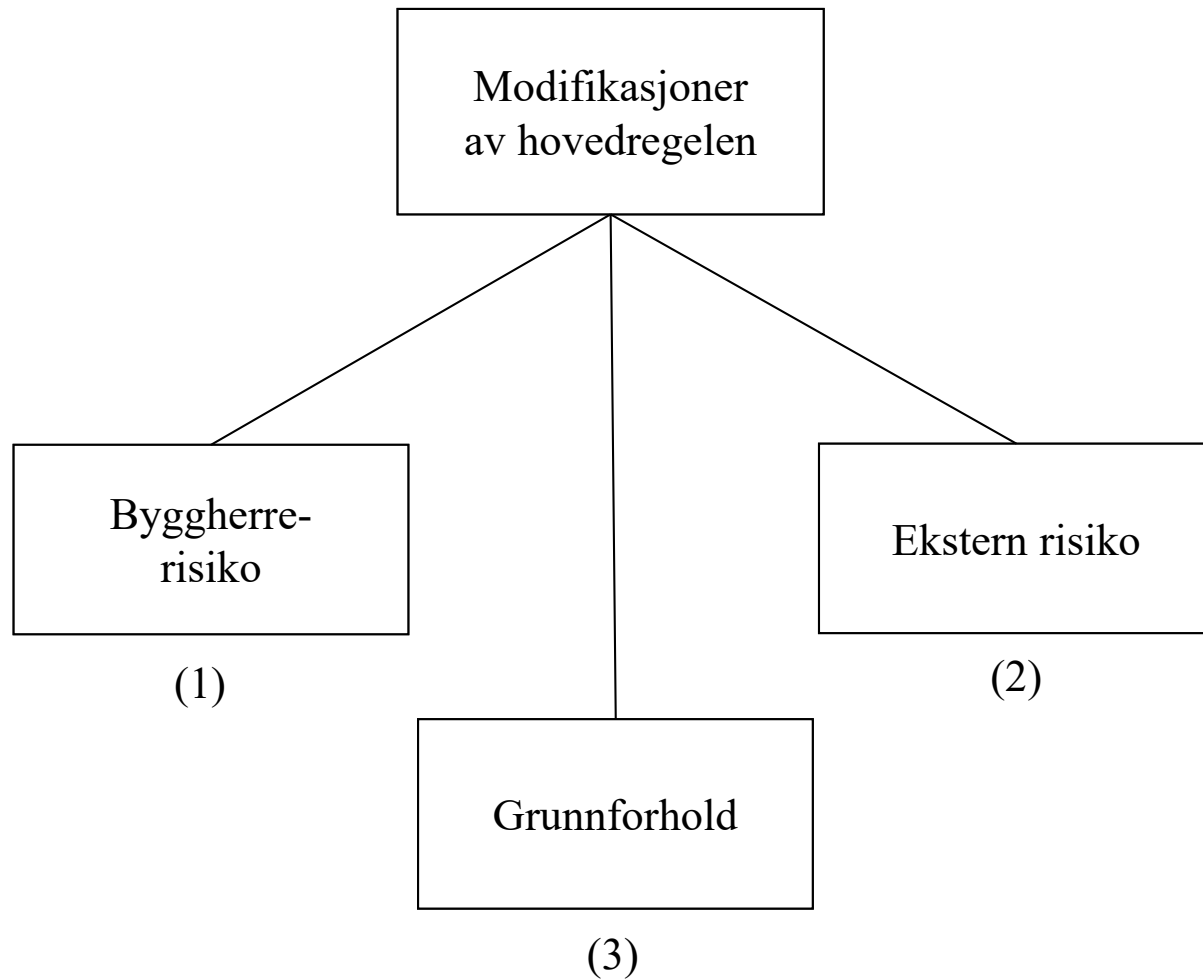 Modifikasjoner
av hovedregelen
Byggherre-
risiko
(1)
Ekstern risiko
(2)
Grunnforhold
(3)